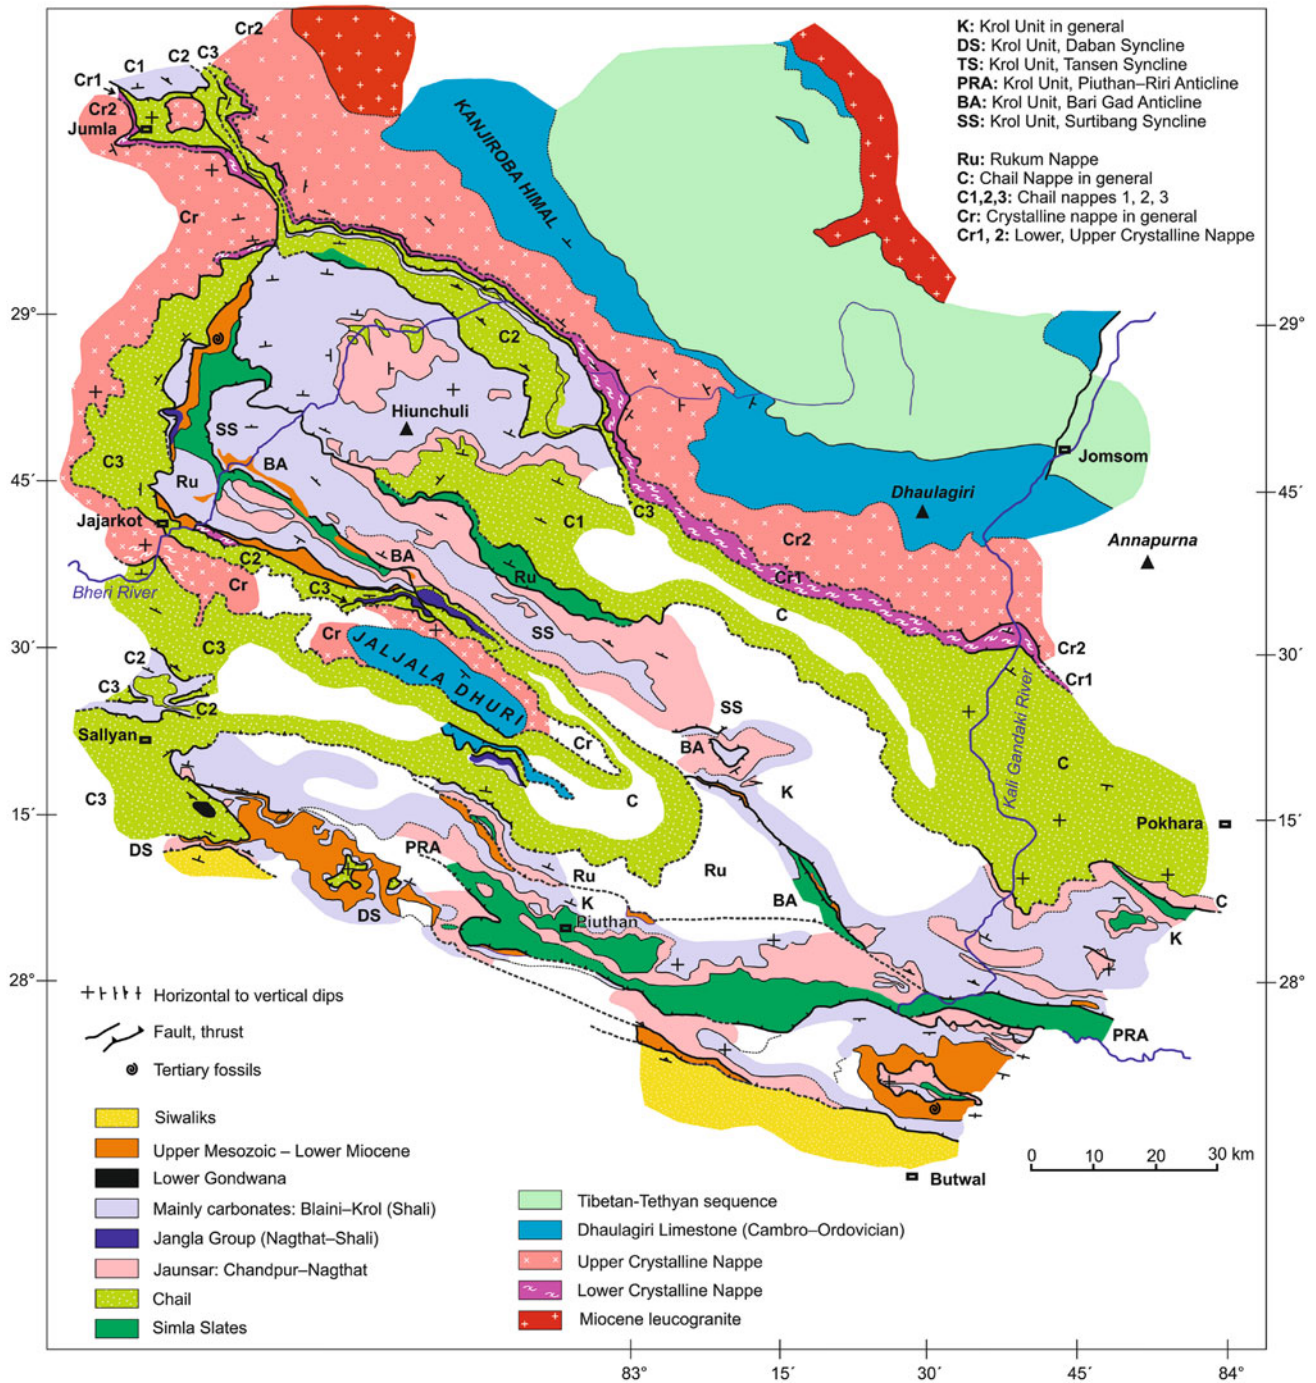 K: Krol Unit in general
DS: Krol Unit, Daban Syncline
TS: Krol Unit, Tansen Syncline
PRA: Krol Unit, Piuthan–Riri Anticline
BA: Krol Unit, Bari Gad Anticline
SS: Krol Unit, Surtibang Syncline
Ru: Rukum Nappe
C: Chail Nappe in general
C1,2,3: Chail nappes 1, 2, 3
Cr: Crystalline nappe in general
Cr1, 2: Lower, Upper Crystalline Nappe
Cr2
C1 C2 C3
Cr1
Cr2
Jumla
KANJIROBA HIMAL
Cr
29°
29°
C2
Hiunchuli
SS
BA
C3
Ru
Jomsom
45´
45´
Dhaulagiri
C1
C3
Jajarkot
Cr2
Annapurna
C2
BA
Ru
Cr1
Bheri River
Cr
C3
C
SS
30´
30´
Cr
JALJALA DHURI
C3
Cr2
C2
Cr1
C3
C2
SS
Sallyan
BA
Cr
Kali Gandaki River
C
K
C3
C
15´
15´
Pokhara
DS
PRA
Ru
Ru
BA
C
DS
K
Piuthan
K
28°
28°
PRA
Horizontal to vertical dips
Fault, thrust
Tertiary fossils
Siwaliks
Upper Mesozoic – Lower Miocene
Lower Gondwana
Mainly carbonates: Blaini–Krol (Shali)
Jangla Group (Nagthat–Shali)
Jaunsar: Chandpur–Nagthat
Chail
Simla Slates
0 10 20 30 km
Butwal
Tibetan-Tethyan sequence
Dhaulagiri Limestone (Cambro–Ordovician)
Upper Crystalline Nappe
Lower Crystalline Nappe
Miocene leucogranite
83° 15´ 30´ 45´ 84°